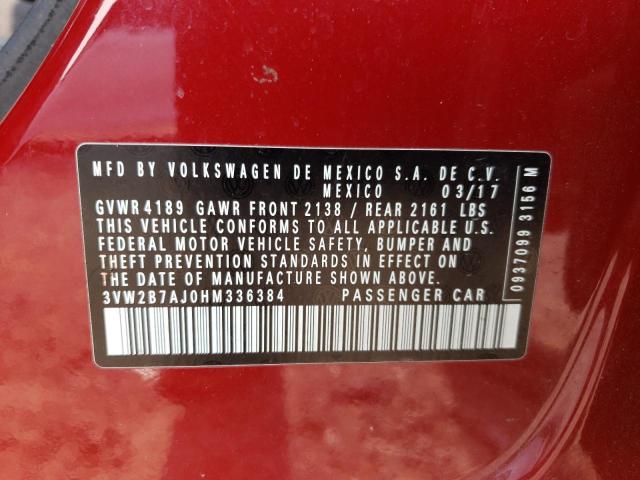 MFD BY VOLKSWAGEN DE MEXICO S.A. DE C.V.
MEXICO 03/17
GVWR 4189 GAWR FRONT 2138 / REAR 2161 LBS
THIS VEHICLE CONFORMS TO ALL APPLICABLE U.S.
FEDERAL MOTOR VEHICLE SAFETY, BUMPER AND
THEFT PREVENTION STANDARDS IN EFFECT ON
THE DATE OF MANUFACTURE SHOWN ABOVE.
3VW2B7AJ0HM336384 PASSENGER CAR
0937099 3156 M